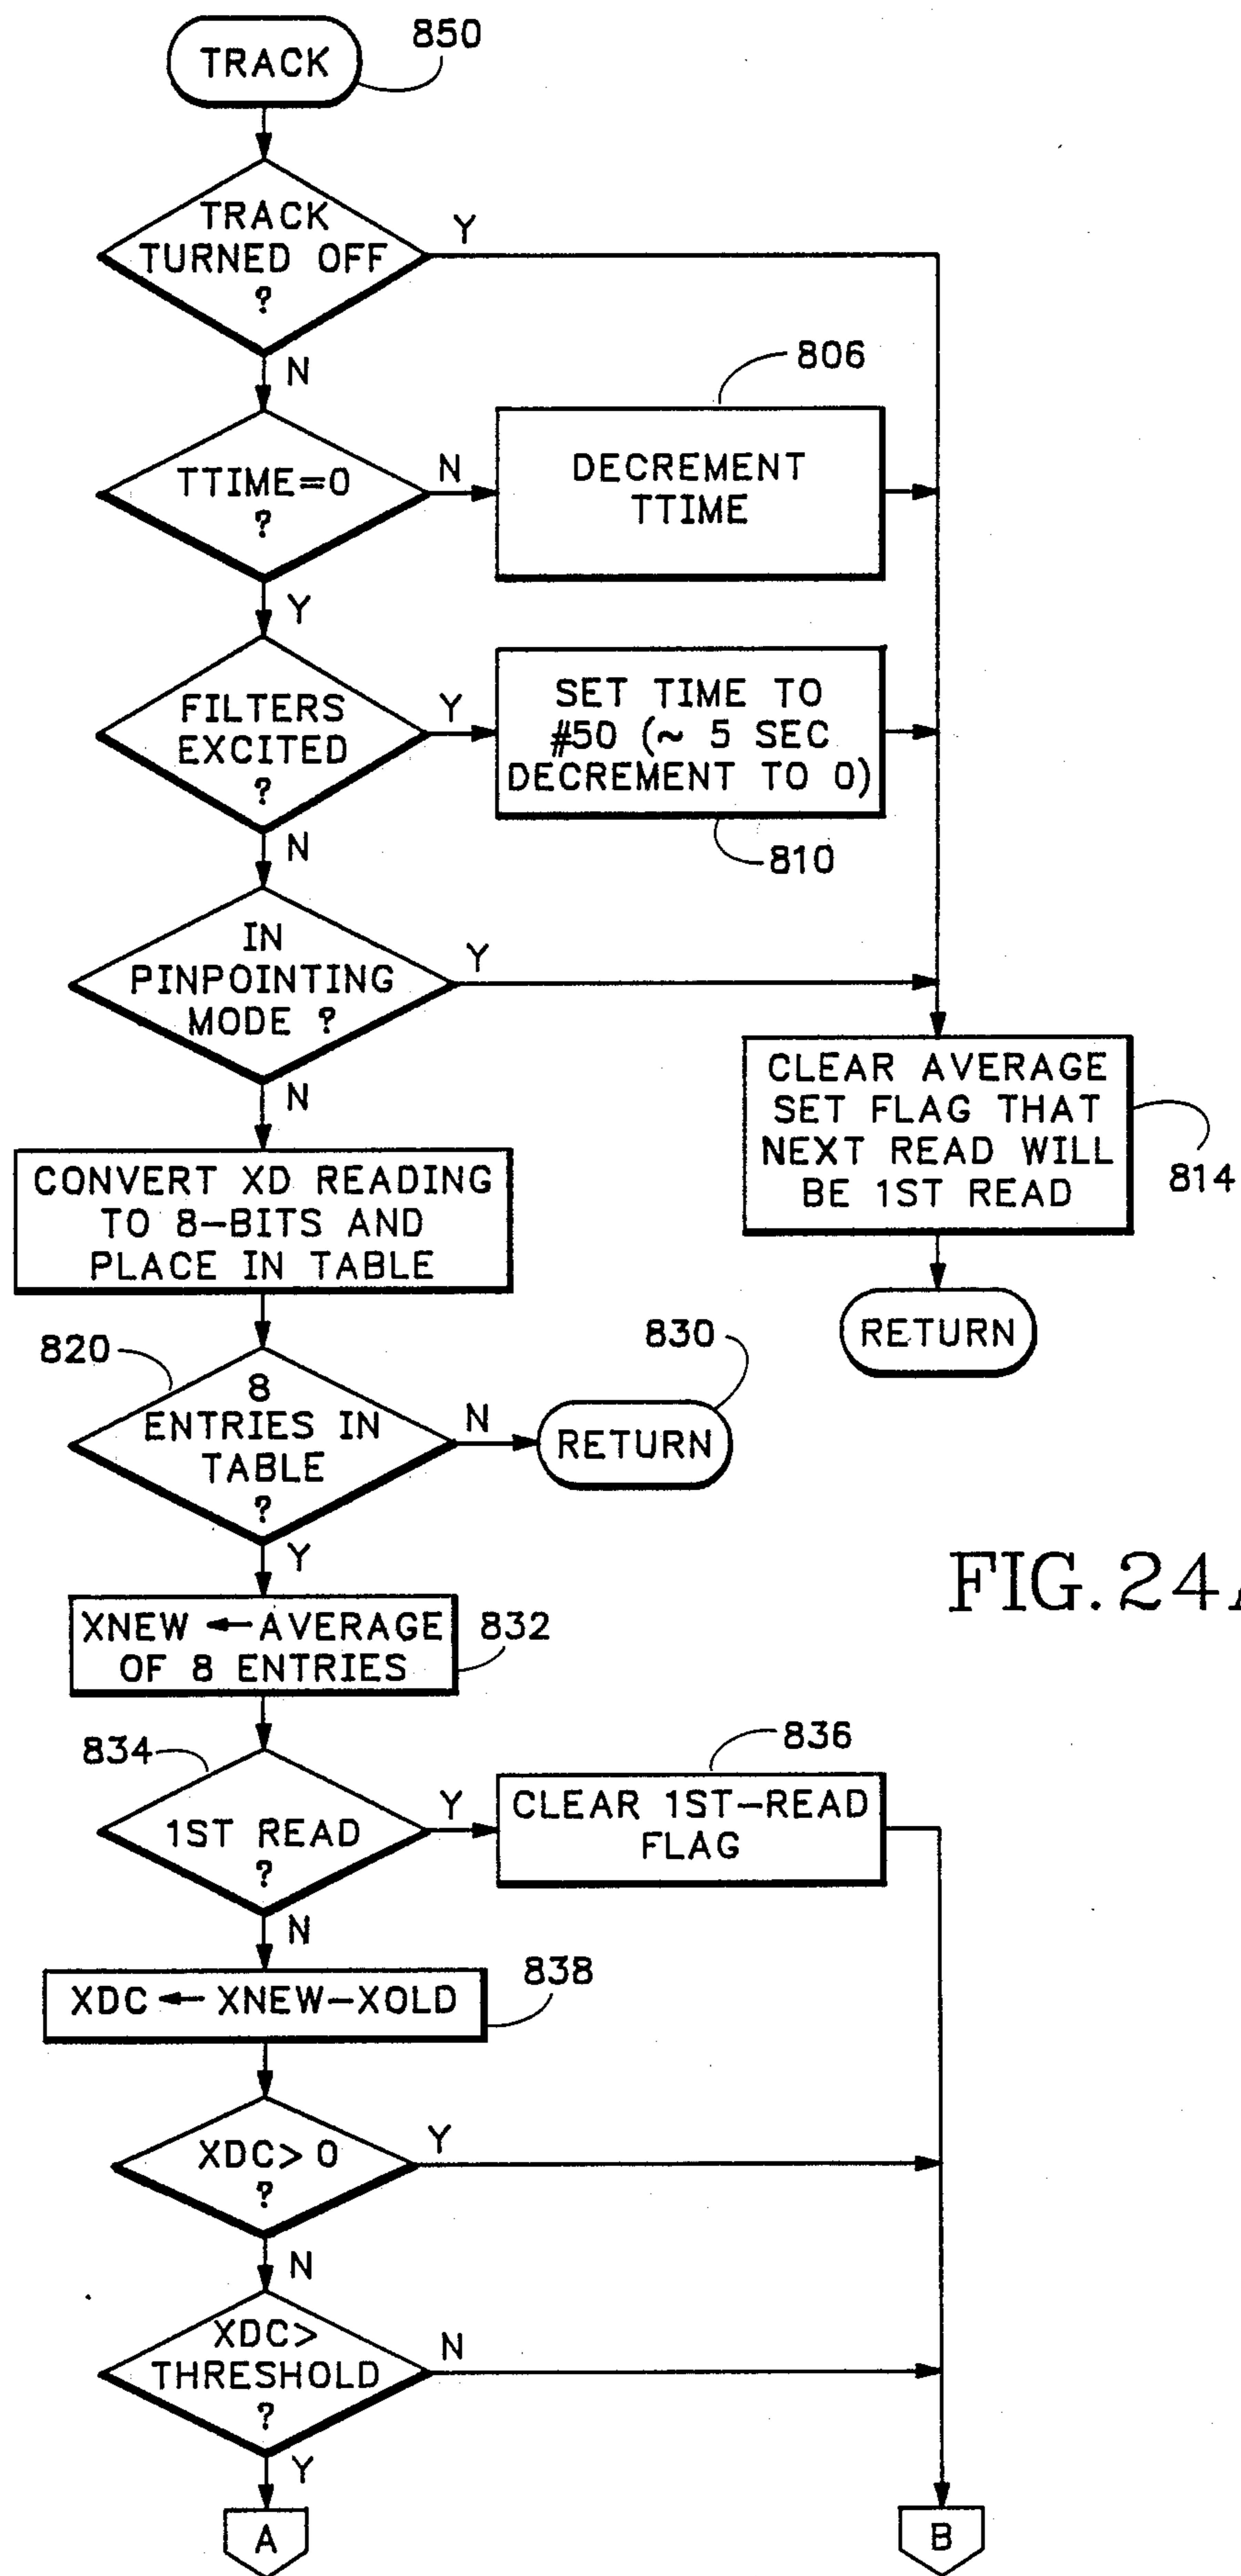 TRACK
850
TRACK
TURNED OFF
?
Y
N
806
TTIME=0
?
N
DECREMENT
TTIME
Y
FILTERS
EXCITED
?
Y
SET TIME TO
#50 (~ 5 SEC
DECREMENT TO 0)
810
N
IN
PINPOINTING
MODE ?
Y
N
CLEAR AVERAGE
SET FLAG THAT
NEXT READ WILL
BE 1ST READ
814
RETURN
CONVERT XD READING
TO 8-BITS AND
PLACE IN TABLE
820
8
ENTRIES IN
TABLE
?
N
830
RETURN
Y
FIG. 24A
XNEW ← AVERAGE
OF 8 ENTRIES
832
834
1ST READ
?
Y
836
CLEAR 1ST-READ
FLAG
N
XDC ← XNEW-XOLD
838
XDC> 0
?
Y
N
XDC>
THRESHOLD
?
N
Y
A
B